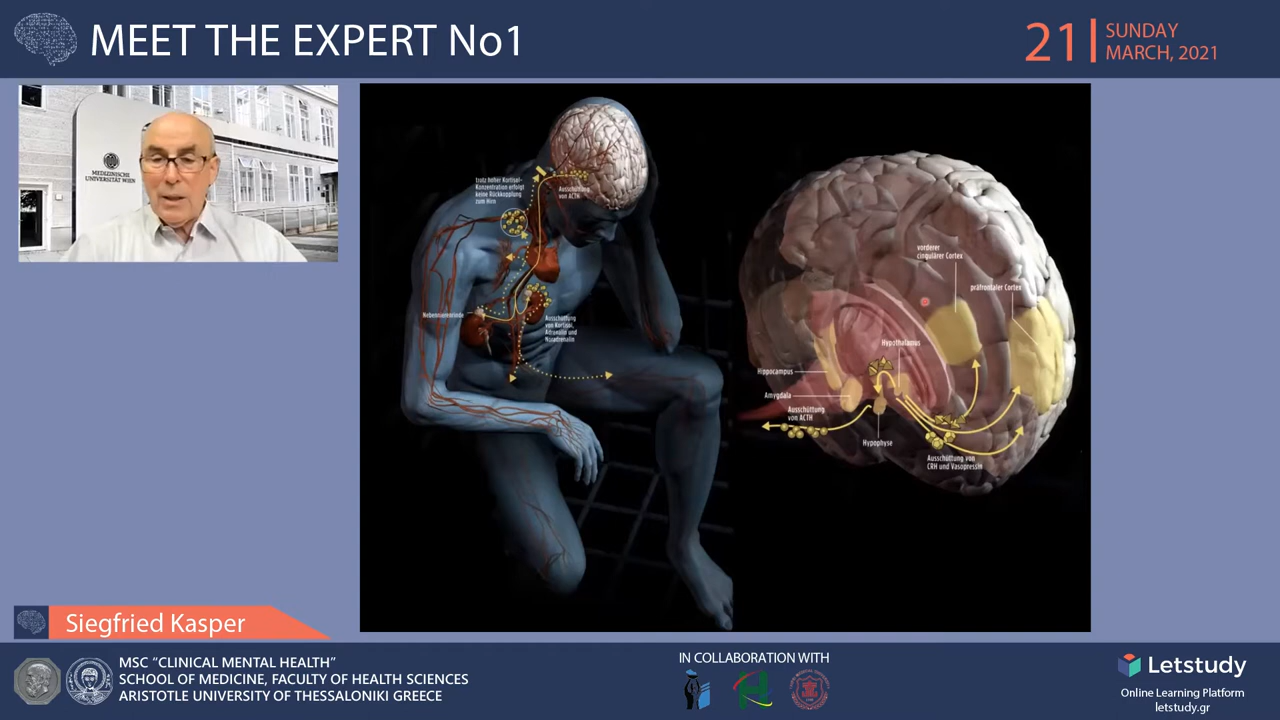 MEET THE EXPERT No1
21
SUNDAY
MARCH, 2021
MEDIZINISCHE
UNIVERSITÄT WIEN
trotz hoher Kortisol-
Konzentration erfolgt
keine Rückkopplung
zum Hirn
Ausschüttung
von ACTH
Nebennierenrinde
Ausschüttung
von Kortisol,
Adrenalin und
Noradrenalin
vorderer
cingulärer Cortex
präfrontaler Cortex
Hypothalamus
Hippocampus
Amygdala
Ausschüttung
von ACTH
Hypophyse
Ausschüttung von
CRH und Vasopressin
Siegfried Kasper
MSC “CLINICAL MENTAL HEALTH”
SCHOOL OF MEDICINE, FACULTY OF HEALTH SCIENCES
ARISTOTLE UNIVERSITY OF THESSALONIKI GREECE
IN COLLABORATION WITH
Letstudy
Online Learning Platform
letstudy.gr